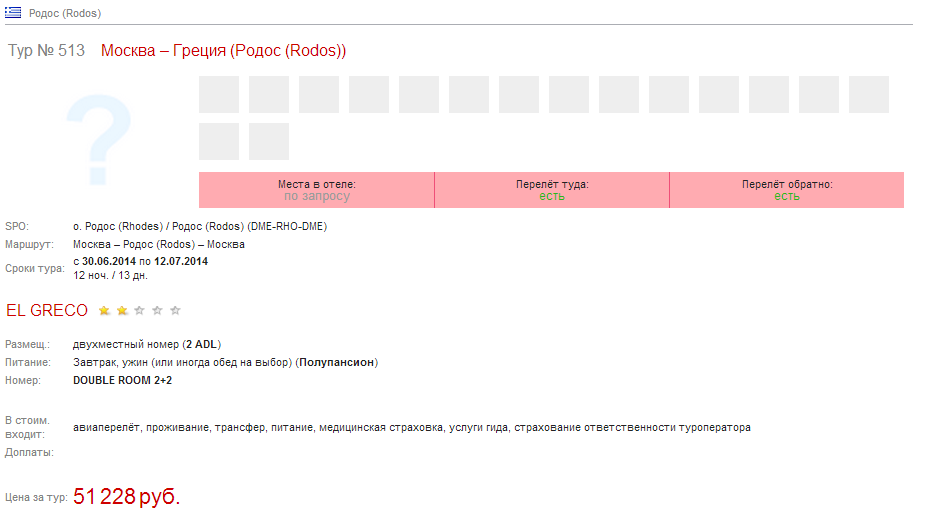 Родос (Rodos)
Тур № 513 Москва – Греция (Родос (Rodos))
?
Места в отеле: Перелёт туда: Перелёт обратно:
по запросу есть есть
SPO: о. Родос (Rhodes) / Родос (Rodos) (DME-RHO-DME)
Маршрут: Москва – Родос (Rodos) – Москва
Сроки тура: с 30.06.2014 по 12.07.2014
12 ноч. / 13 дн.
EL GRECO
Размещ.: двухместный номер (2 ADL)
Питание: Завтрак, ужин (или иногда обед на выбор) (Полупансион)
Номер: DOUBLE ROOM 2+2
В стоим. входит: авиаперелёт, проживание, трансфер, питание, медицинская страховка, услуги гида, страхование ответственности туроператора
Доплаты:
Цена за тур: 51 228 руб.